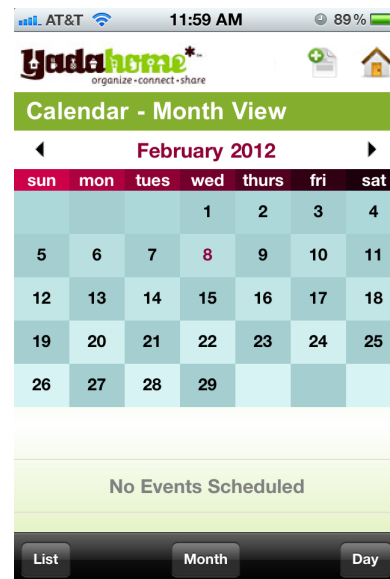 AT&T 11:59 AM 89%
Yadahome*™
organize·connect·share
Calendar - Month View
February 2012
sun mon tues wed thurs fri sat
1 2 3 4
5 6 7 8 9 10 11
12 13 14 15 16 17 18
19 20 21 22 23 24 25
26 27 28 29
No Events Scheduled
List Month Day